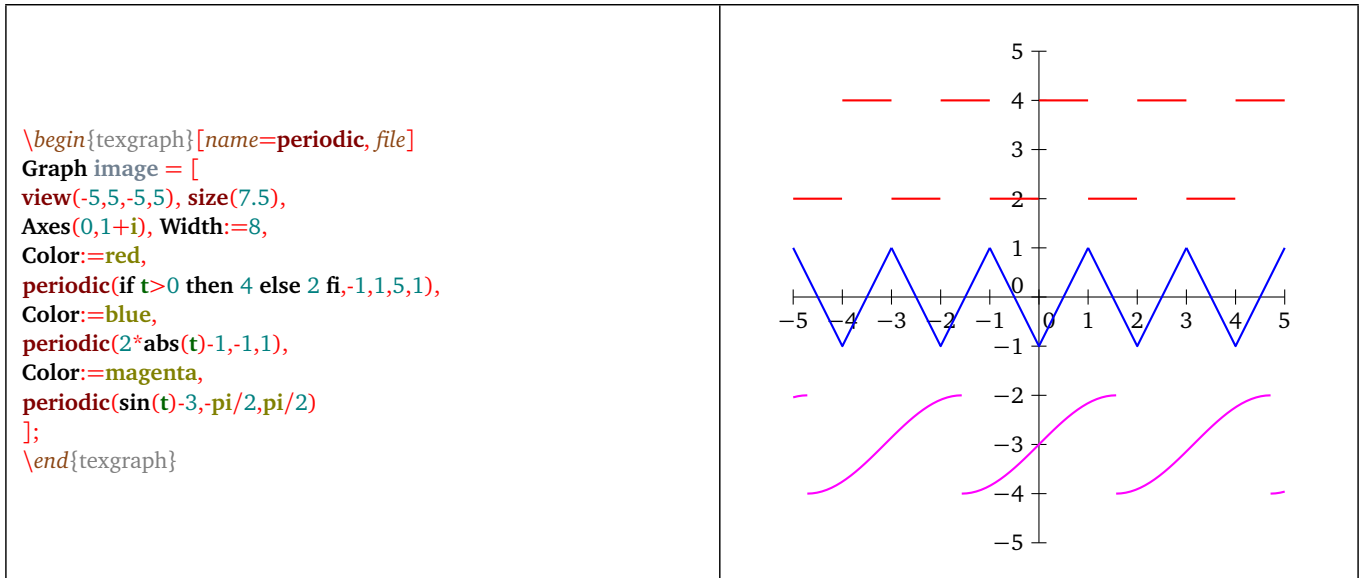 \begin{texgraph}[name=periodic, file]
Graph image = [
view(-5,5,-5,5), size(7.5),
Axes(0,1+i), Width:=8,
Color:=red,
periodic(if t>0 then 4 else 2 fi,-1,1,5,1),
Color:=blue,
periodic(2*abs(t)-1,-1,1),
Color:=magenta,
periodic(sin(t)-3,-pi/2,pi/2)
];
\end{texgraph}
5
4
3
2
1
0
−5 −4 −3 −2 −1 0 1 2 3 4 5
−1
−2
−3
−4
−5